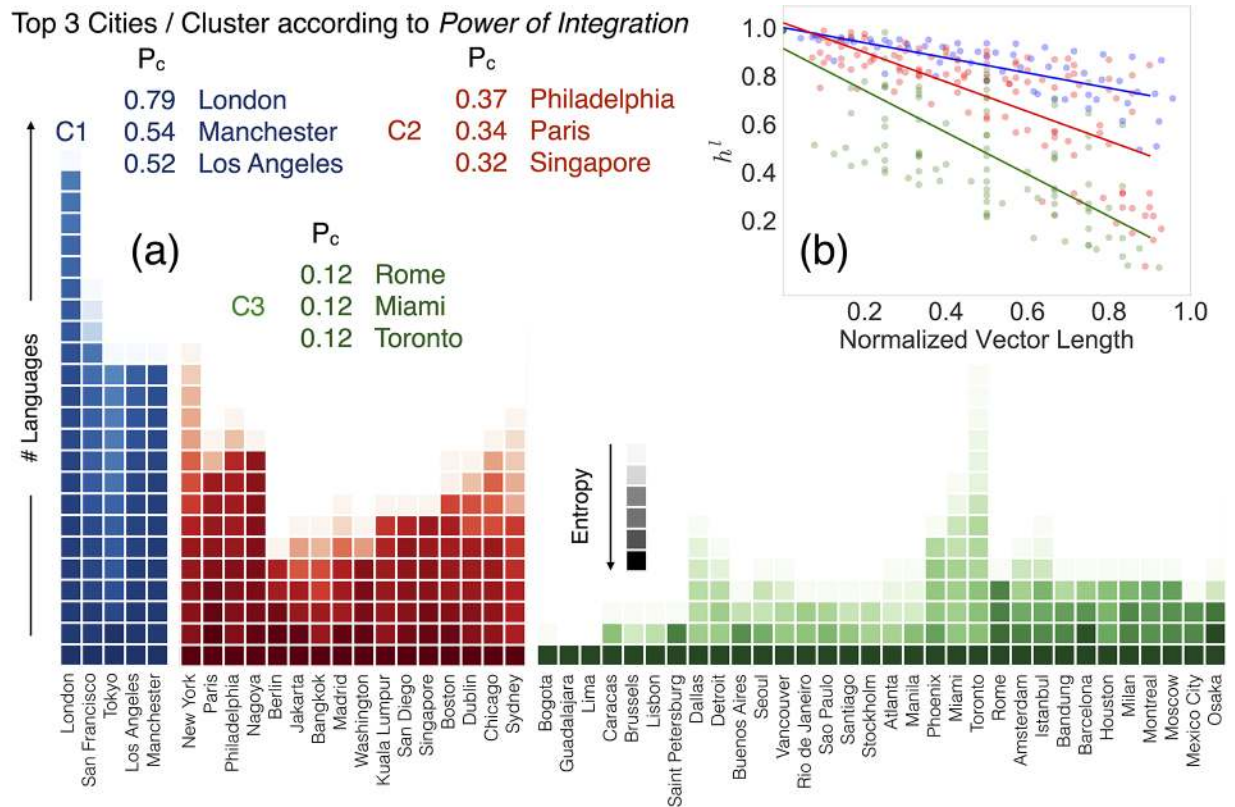 Top 3 Cities / Cluster according to Power of Integration
P_c
0.79 London
C1 0.54 Manchester
0.52 Los Angeles
P_c
0.37 Philadelphia
C2 0.34 Paris
0.32 Singapore
(a)
P_c
0.12 Rome
C3 0.12 Miami
0.12 Toronto
# Languages
Entropy
London
San Francisco
Tokyo
Los Angeles
Manchester
New York
Paris
Philadelphia
Nagoya
Berlin
Jakarta
Bangkok
Madrid
Washington
Kuala Lumpur
San Diego
Singapore
Boston
Dublin
Chicago
Sydney
Bogota
Guadalajara
Lima
Caracas
Brussels
Lisbon
Saint Petersburg
Dallas
Detroit
Buenos Aires
Seoul
Vancouver
Rio de Janeiro
Sao Paulo
Santiago
Stockholm
Atlanta
Manila
Phoenix
Miami
Toronto
Rome
Amsterdam
Istanbul
Bandung
Barcelona
Houston
Milan
Montreal
Moscow
Mexico City
Osaka
(b)
h^l
1.0
0.8
0.6
0.4
0.2
0.2 0.4 0.6 0.8 1.0
Normalized Vector Length